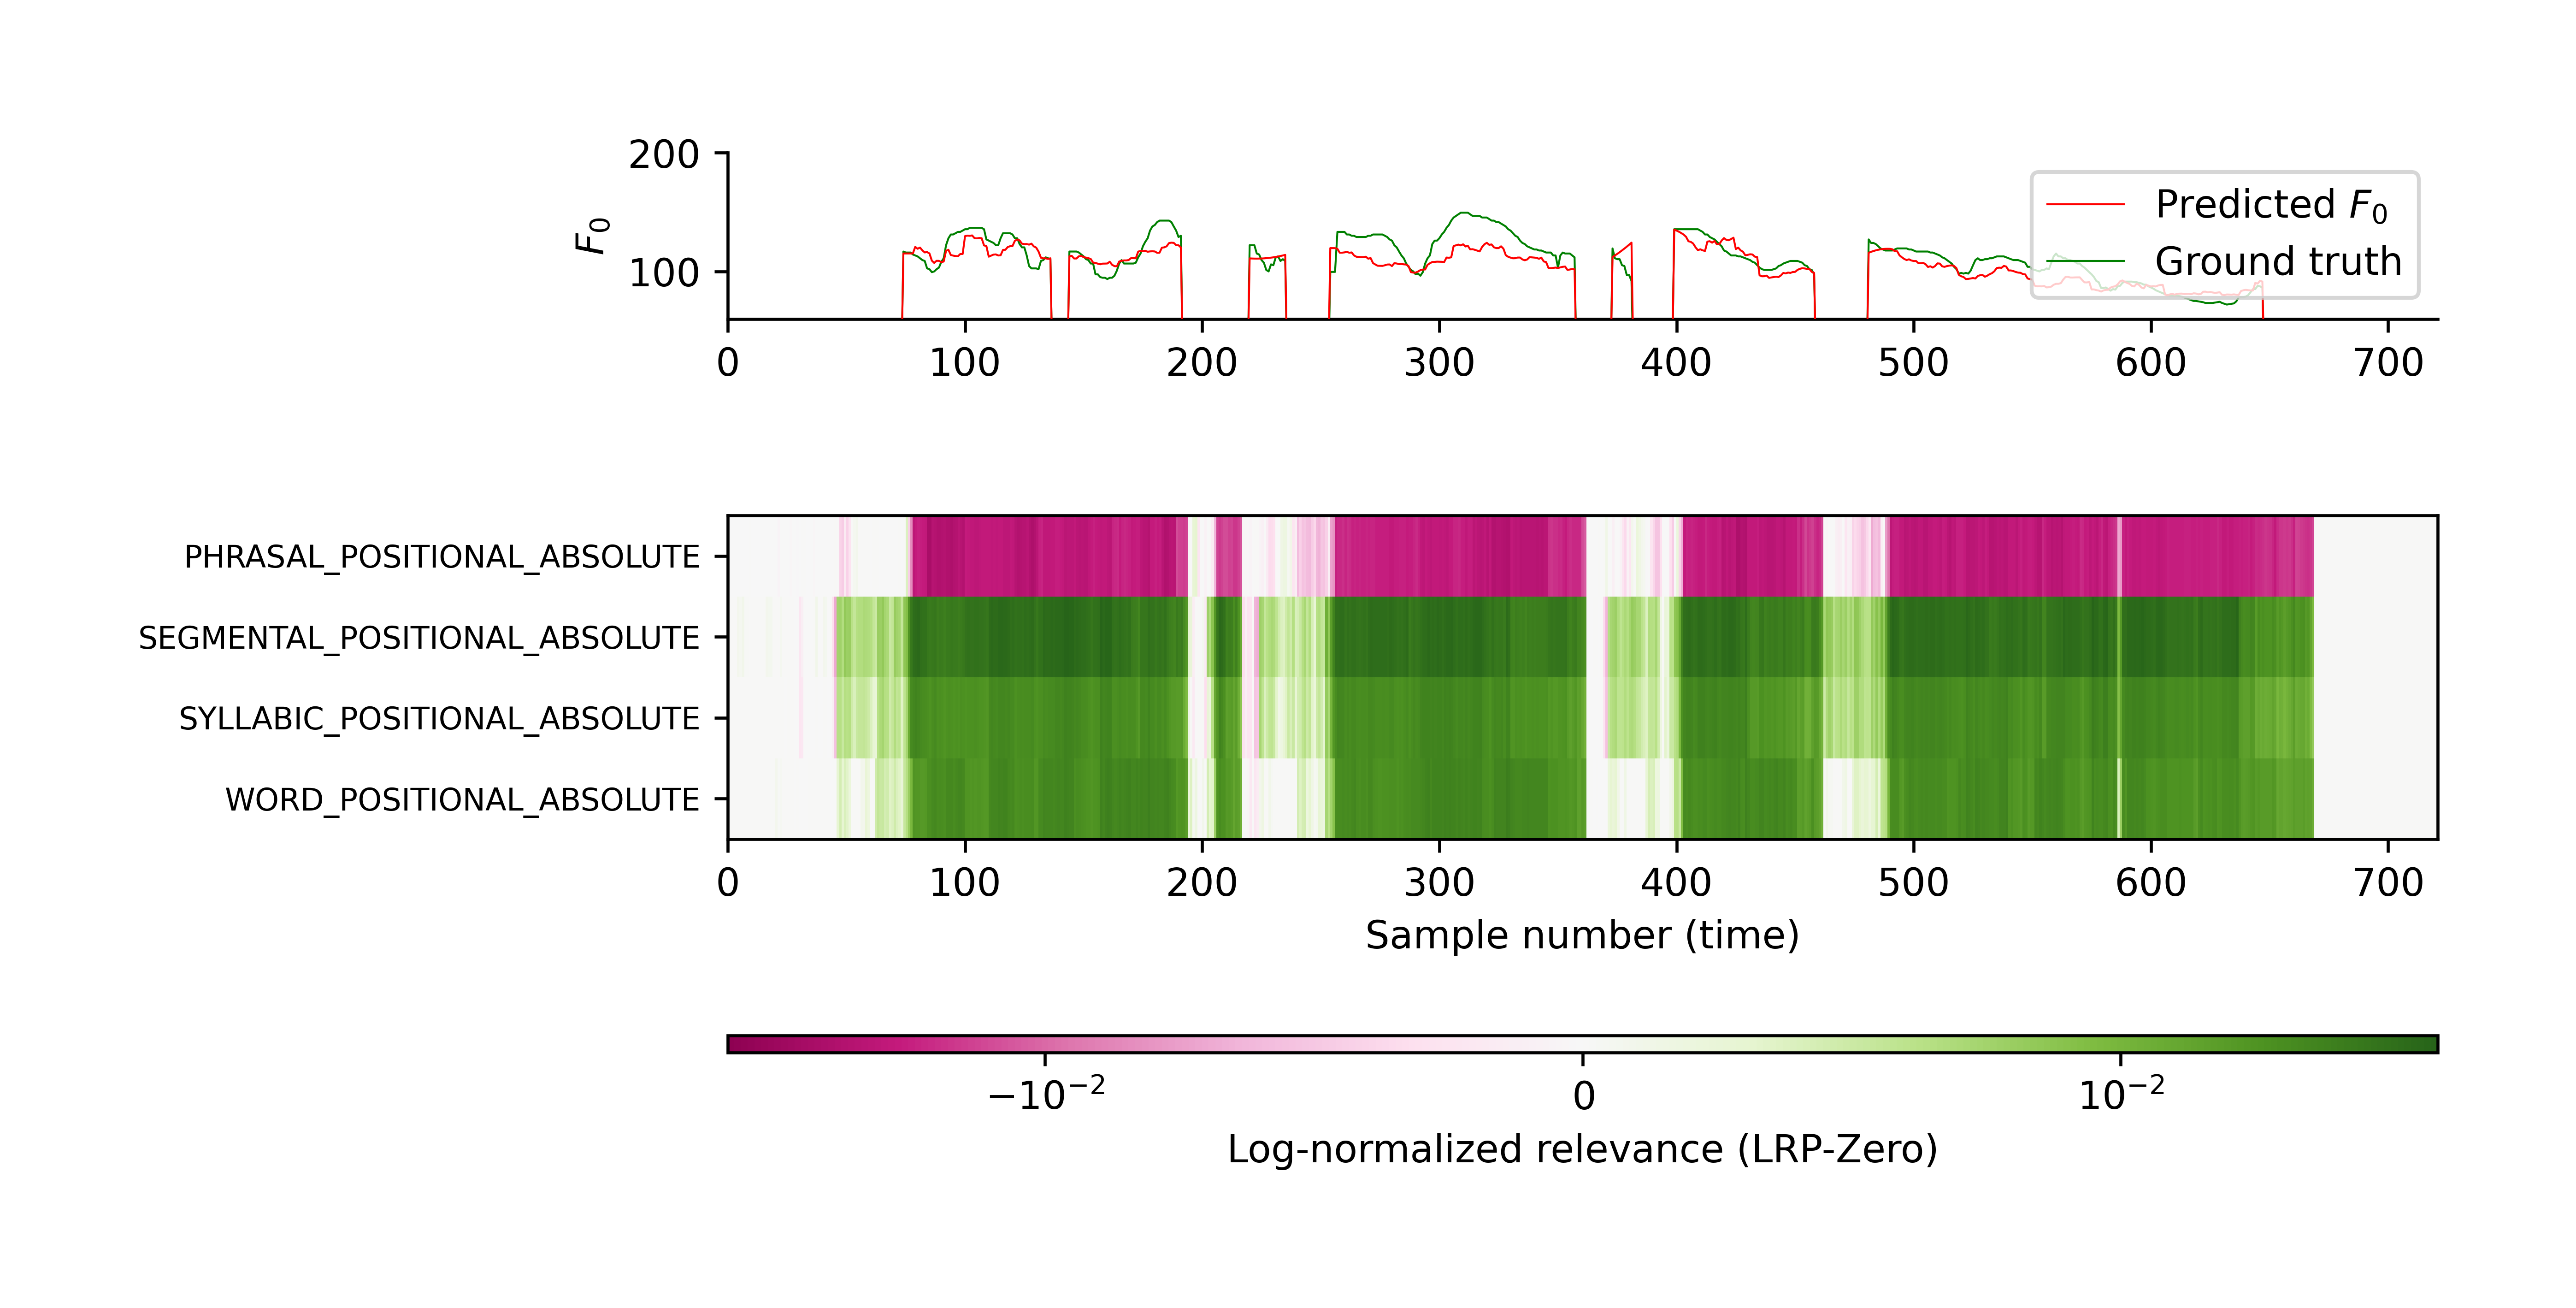 200
100
F₀
Predicted F₀
Ground truth
0 100 200 300 400 500 600 700
PHRASAL_POSITIONAL_ABSOLUTE
SEGMENTAL_POSITIONAL_ABSOLUTE
SYLLABIC_POSITIONAL_ABSOLUTE
WORD_POSITIONAL_ABSOLUTE
0 100 200 300 400 500 600 700
Sample number (time)
−10⁻² 0 10⁻²
Log-normalized relevance (LRP-Zero)